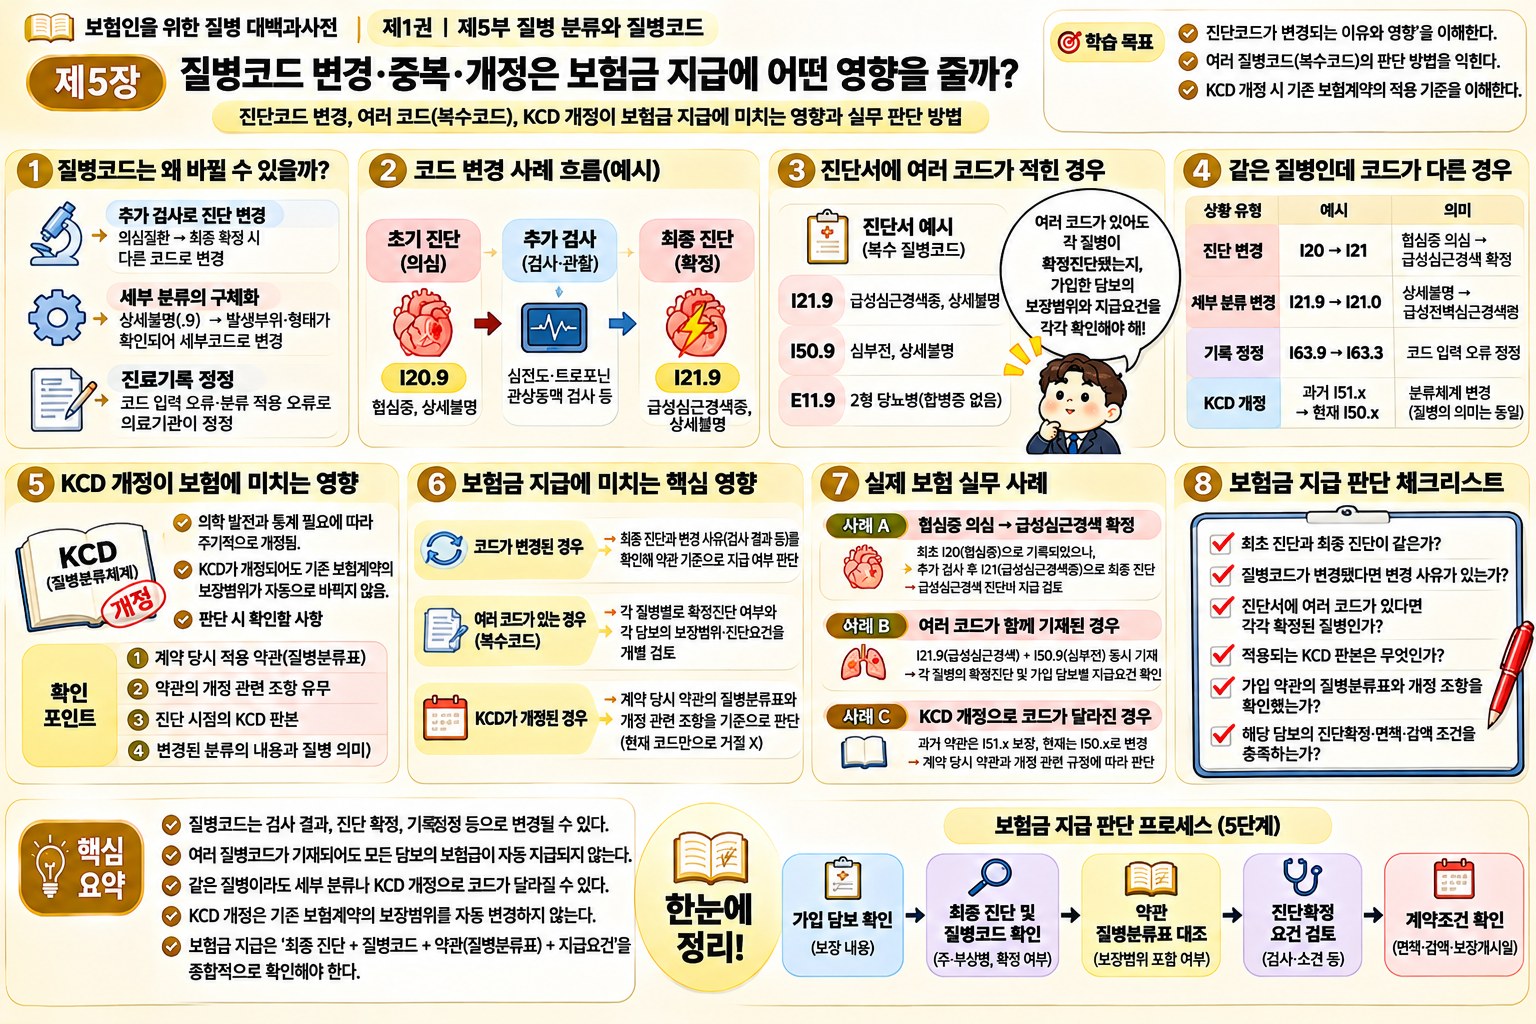 보험인을 위한 질병 대백과사전
제1권 | 제5부 질병 분류와 질병코드
제5장
질병코드 변경·중복·개정은 보험금 지급에 어떤 영향을 줄까?
진단코드 변경, 여러 코드(복수코드), KCD 개정이 보험급 지급에 미치는 영향과 실무 판단 방법
학습 목표
진단코드가 변경되는 이유와 영향'을 이해한다.
여러 질병코드(복수코드)의 판단 방법을 익힌다.
KCD 개정 시 기존 보험계약의 적용 기준을 이해한다.
1 질병코드는 왜 바뀔 수 있을까?
추가 검사로 진단 변경
의심질환 → 최종 확정 시
다른 코드로 변경
세부 분류의 구체화
상세불명(.9) → 발생부위·형태가
확인되어 세부코드로 변경
진료기록 정정
코드 입력 오류·분류 적용 오류로
의료기관이 정정
2 코드 변경 사례 흐름(예시)
초기 진단
(의심)
추가 검사
(검사·관찰)
최종 진단
(확정)
I20.9
협심증, 상세불명
심전도·트로포닌
관상동맥 검사 등
I21.9
급성심근경색증,
상세불명
3 진단서에 여러 코드가 적힌 경우
진단서 예시
(복수 질병코드)
I21.9 급성심근경색증, 상세불명
I50.9 심부전, 상세불명
E11.9 2형 당뇨병(합병증 없음)
여러 코드가 있어도
각 질병이
확정진단됐는지,
가입한 담보의
보장범위와 지급요건을
각각 확인해야 해!
4 같은 질병인데 코드가 다른 경우
상황 유형 예시 의미
진단 변경 I20 → I21 협심증 의심 →
급성심근경색 확정
세부 분류 변경 I21.9 → I21.0 상세불명 →
급성전벽심근경색
기록 정정 I63.9 → I63.3 코드 입력 오류 정정
KCD 개정 과거 I51.x
→ 현재 I50.x
분류체계 변경
(질병의 의미는 동일)
5 KCD 개정이 보험에 미치는 영향
KCD
(질병분류체계)
개정
의학 발전과 통계 필요에 따라
주기적으로 개정됨.
KCD가 개정되어도 기존 보험계약의
보장범위가 자동으로 바뀌지 않음.
판단 시 확인할 사항
확인
포인트
1 계약 당시 적용 약관(질병분류표)
2 약관의 개정 관련 조항 유무
3 진단 시점의 KCD 판본
4 변경된 분류의 내용과 질병 의미)
6 보험금 지급에 미치는 핵심 영향
코드가 변경된 경우
→ 최종 진단과 변경 사유(검사 결과 등)를
확인해 약관 기준으로 지급 여부 판단
여러 코드가 있는 경우
(복수코드)
→ 각 질병별로 확정진단 여부와
→ 각 담보의 보장범위·진단요건을
개별 검토
KCD가 개정된 경우
→ 계약 당시 약관의 질병분류표와
개정 관련 조항을 기준으로 판단
(현재 코드만으로 거절 X)
7 실제 보험 실무 사례
사례 A 협심증 의심 → 급성심근경색 확정
최초 I20(협심증)으로 기록되있으나,
→ 추가 검사 후 I21(급성심근경색증)으로 최종 진단
→ 급성심근경색 진단비 지급 검토
사례 B 여러 코드가 함께 기재된 경우
I21.9(급성심근경색) + I50.9(심부전) 동시 기재
→ 각 질병의 확정진단 및 가입 담보별 지급요건 확인
사례 C KCD 개정으로 코드가 달라진 경우
과거 약관은 I51.x 보장, 현재는 I50.x로 변경
→ 계약 당시 약관과 개정 관련 규정에 따라 판단
8 보험금 지급 판단 체크리스트
최초 진단과 최종 진단이 같은가?
질병코드가 변경됐다면 변경 사유가 있는가?
진단서에 여러 코드가 있다면
각각 확정된 질병인가?
적용되는 KCD 판본은 무엇인가?
가입 약관의 질병분류표와 개정 조항을
확인했는가?
해당 담보의 진단확정·면책·감액 조건을
충족하는가?
핵심
요약
질병코드는 검사 결과, 진단 확정, 기록정정 등으로 변경될 수 있다.
여러 질병코드가 기재되어도 모든 담보의 보험급이 자동 지급되지 않는다.
같은 질병이라도 세부 분류나 KCD 개정으로 코드가 달라질 수 있다.
KCD 개정은 기존 보험계약의 보장범위를 자동 변경하지 않는다.
보험급 지급은 '최종 진단 + 질병코드 + 약관(질병분류표) + 지급요건'을
종합적으로 확인해야 한다.
한눈에
정리!
보험금 지급 판단 프로세스 (5단계)
가입 담보 확인
(보장 내용)
최종 진단 및
질병코드 확인
(주·부상병, 확정 여부)
약관
질병분류표 대조
(보장범위 포함 여부)
진단확정
요건 검토
(검사·소견 등)
계약조건 확인
(면책·감액·보장개시일)